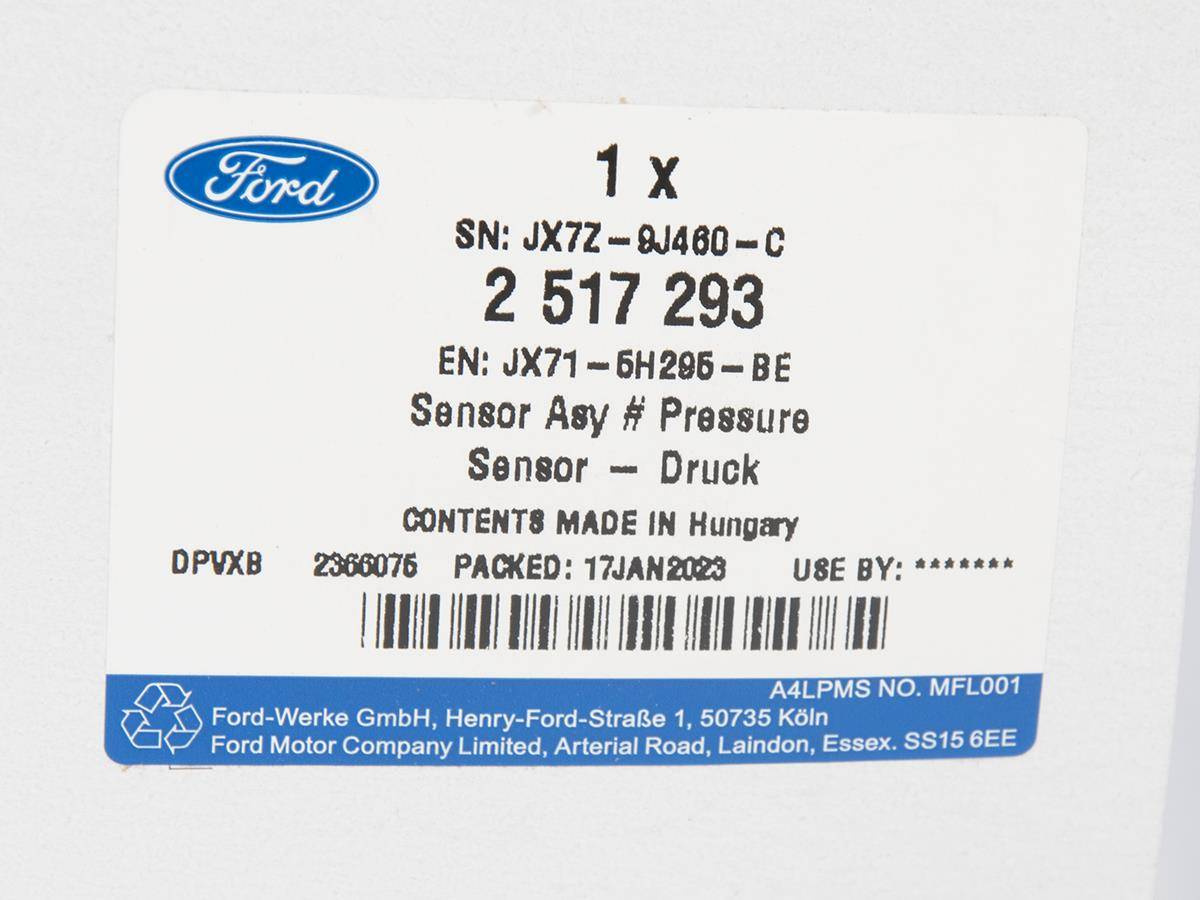 Ford
1 x
SN: JX7Z-9J460-C
2 517 293
EN: JX71-5H295-BE
Sensor Asy # Pressure
Sensor - Druck
CONTENTS MADE IN Hungary
DPVXB 2366075 PACKED: 17JAN2023 USE BY: *******
A4LPMS NO. MFL001
Ford-Werke GmbH, Henry-Ford-Straße 1, 50735 Köln
Ford Motor Company Limited, Arterial Road, Laindon, Essex. SS15 6EE